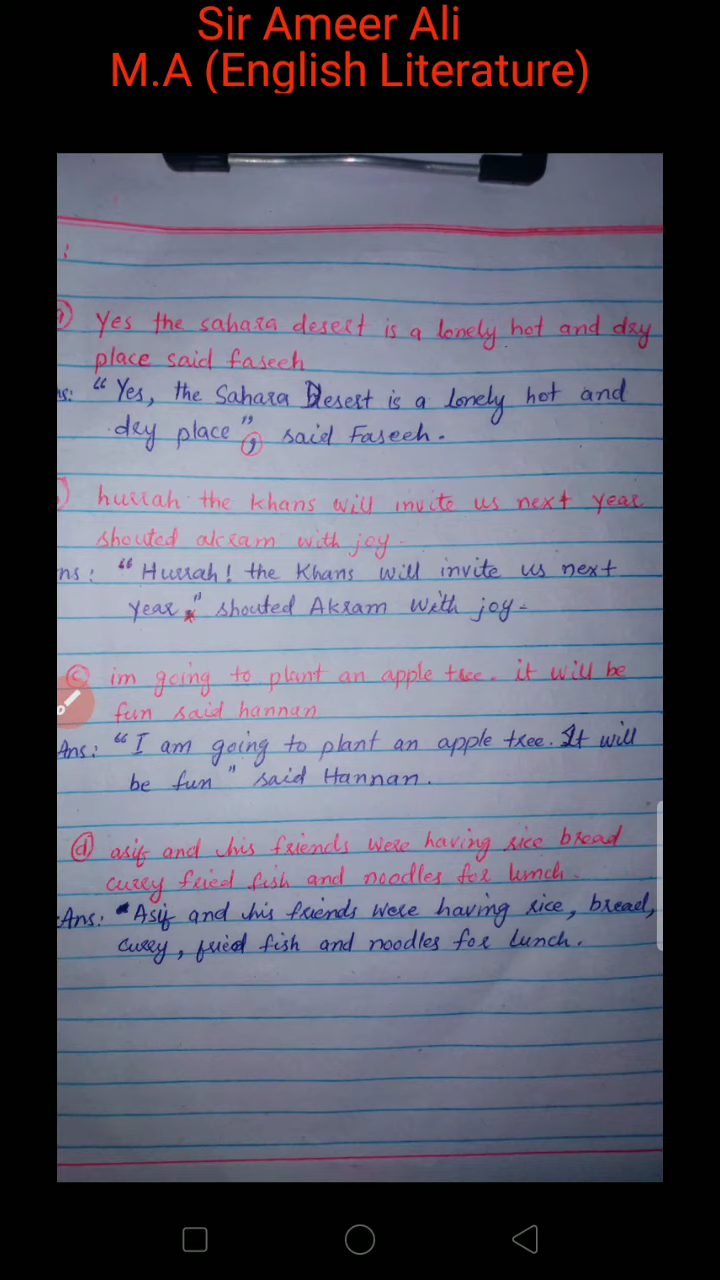 Sir Ameer Ali
M.A (English Literature)
:
a) yes the sahara desert is a lonely hot and dry
place said faseeh
ns: "Yes, the Sahara Desert is a lonely hot and
dry place", said Faseeh.
) hurrah the khans will invite us next year
shouted akram with joy.
ns: "Hurrah! the Khans will invite us next
year." shouted Akram with joy.
c) im going to plant an apple tree. it will be
fun said hannan
Ans: "I am going to plant an apple tree. It will
be fun" said Hannan.
d) asif and his friends were having rice bread
curry fried fish and noodles for lunch.
Ans: Asif and his friends were having rice, bread,
curry, fried fish and noodles for lunch.